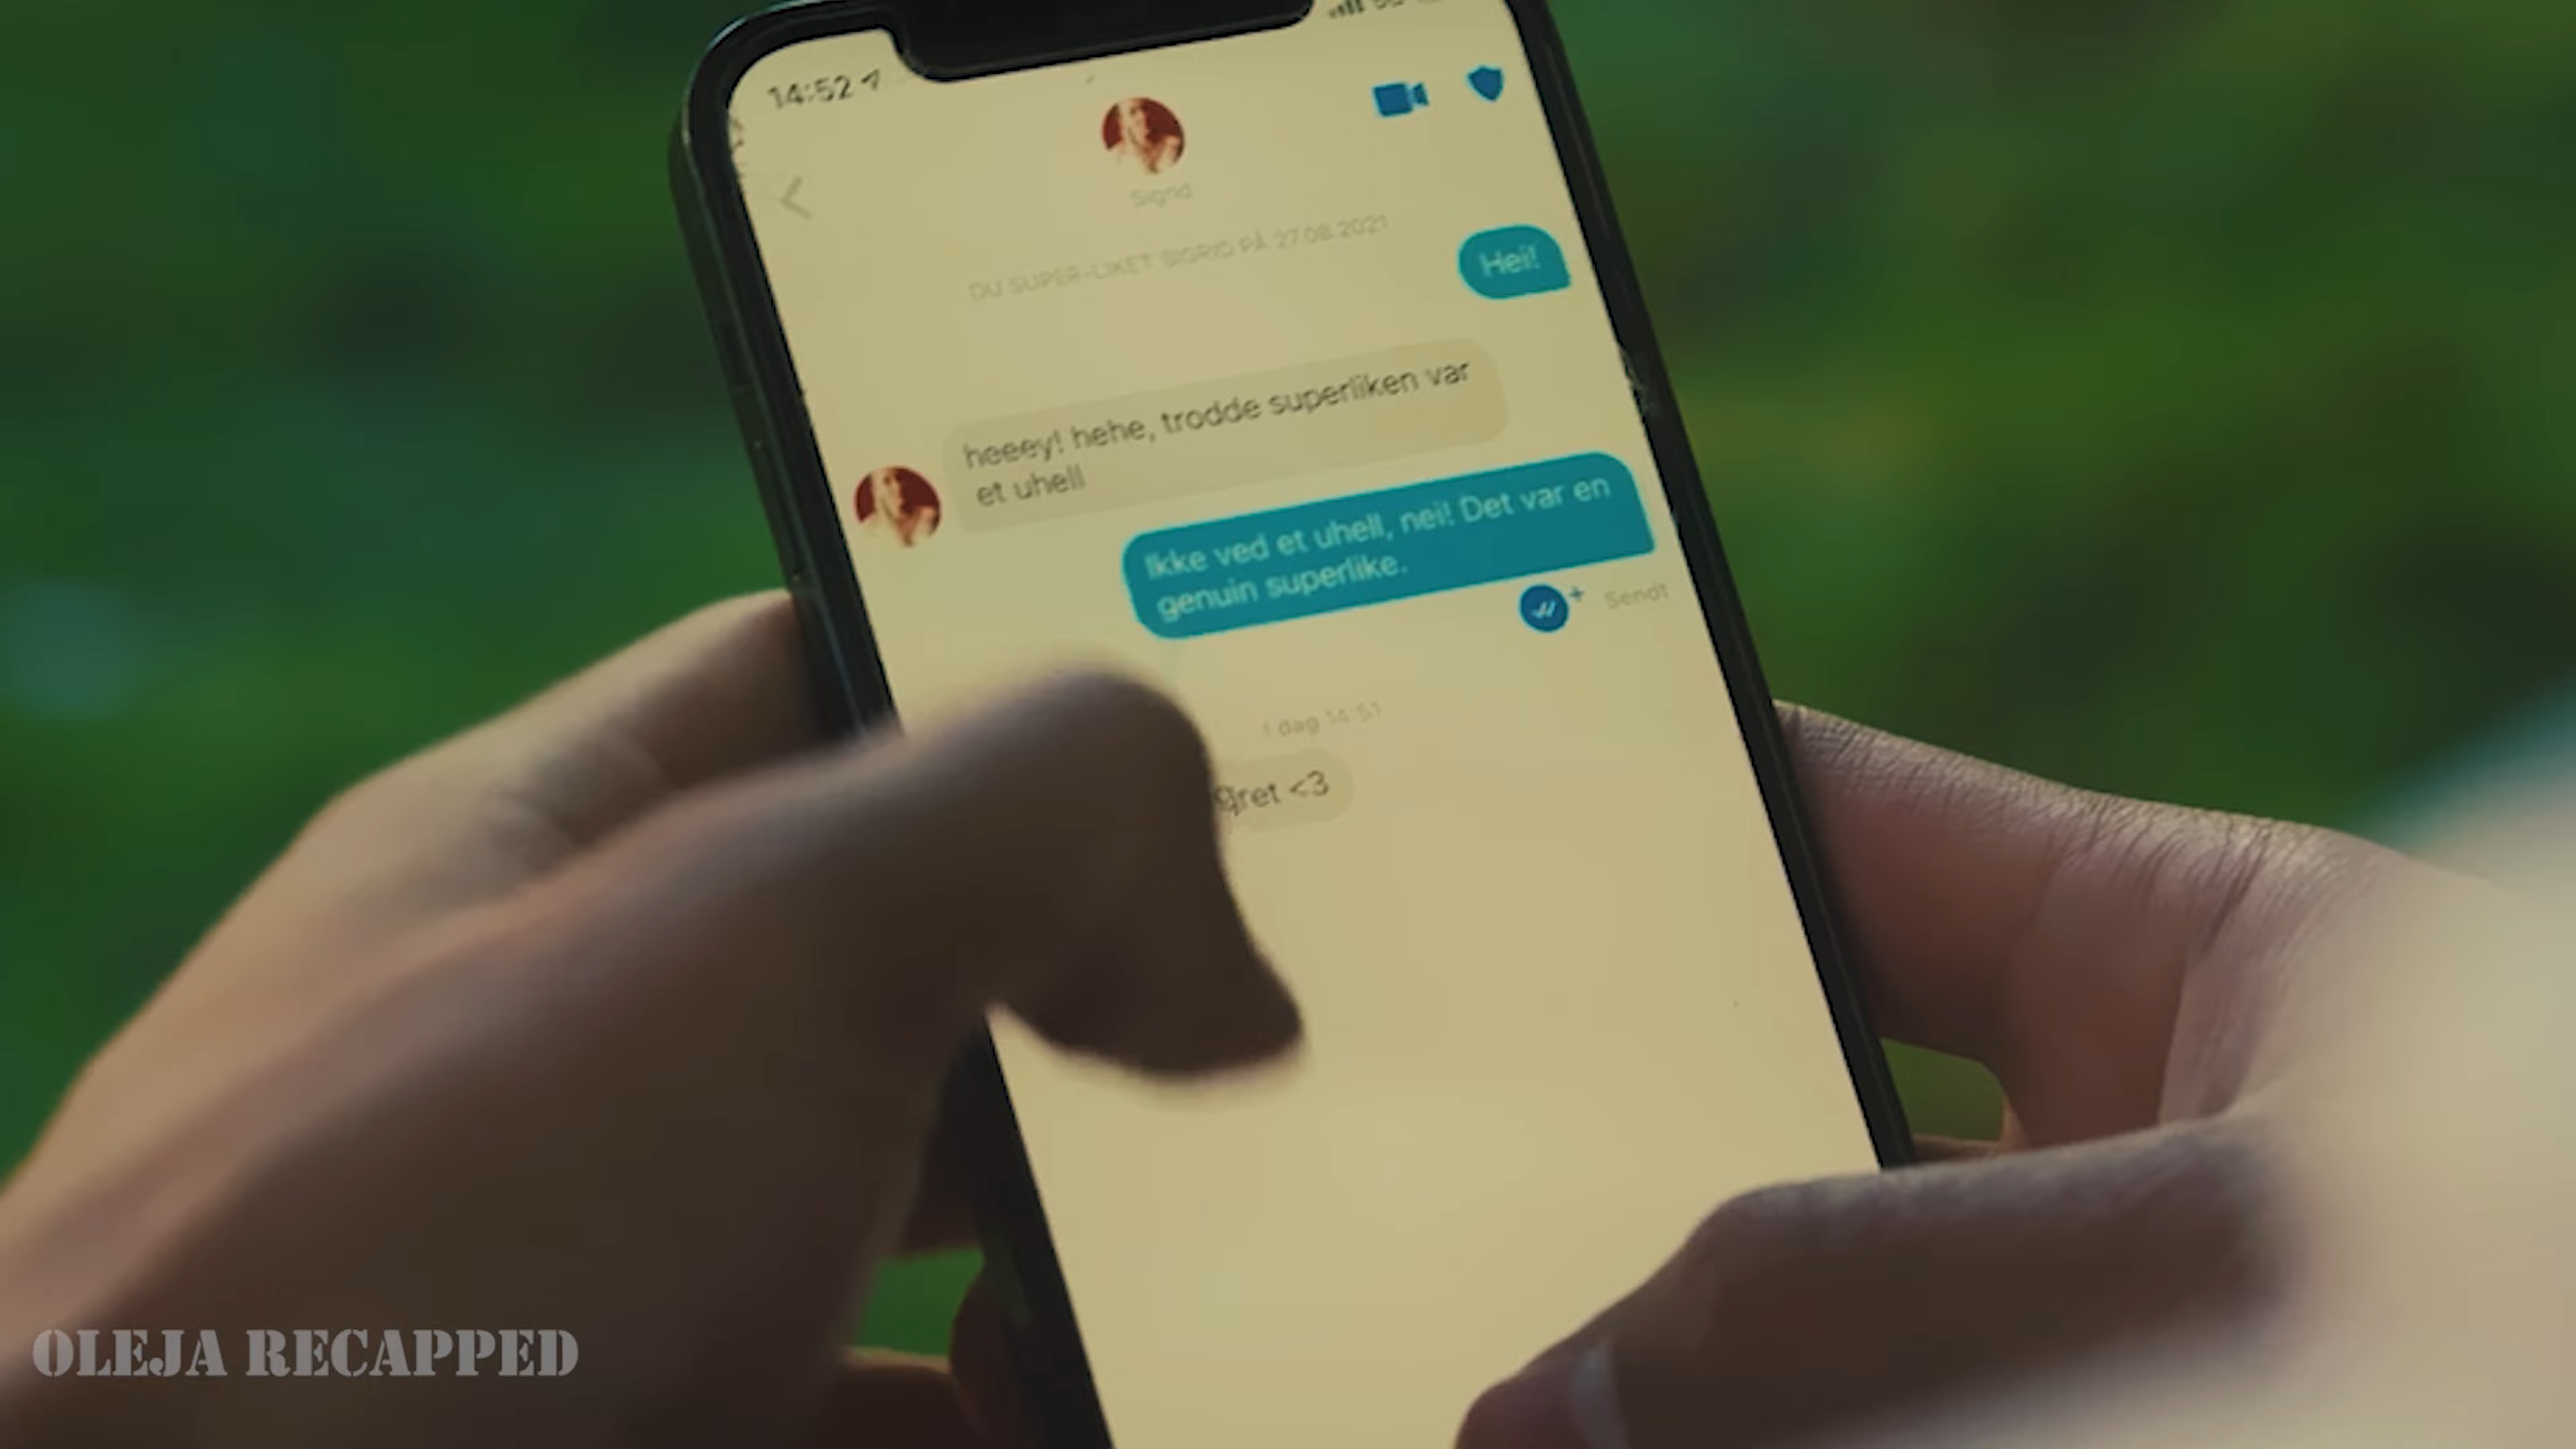 14:52
Sigrid
DU SUPER-LIKET SIGRID PÅ 27.08.2021
Hei!
heeey! hehe, trodde superliken var
et uhell
Ikke ved et uhell, nei! Det var en
genuin superlike.
Sendt
I dag 14:51
<3
OLEJA RECAPPED